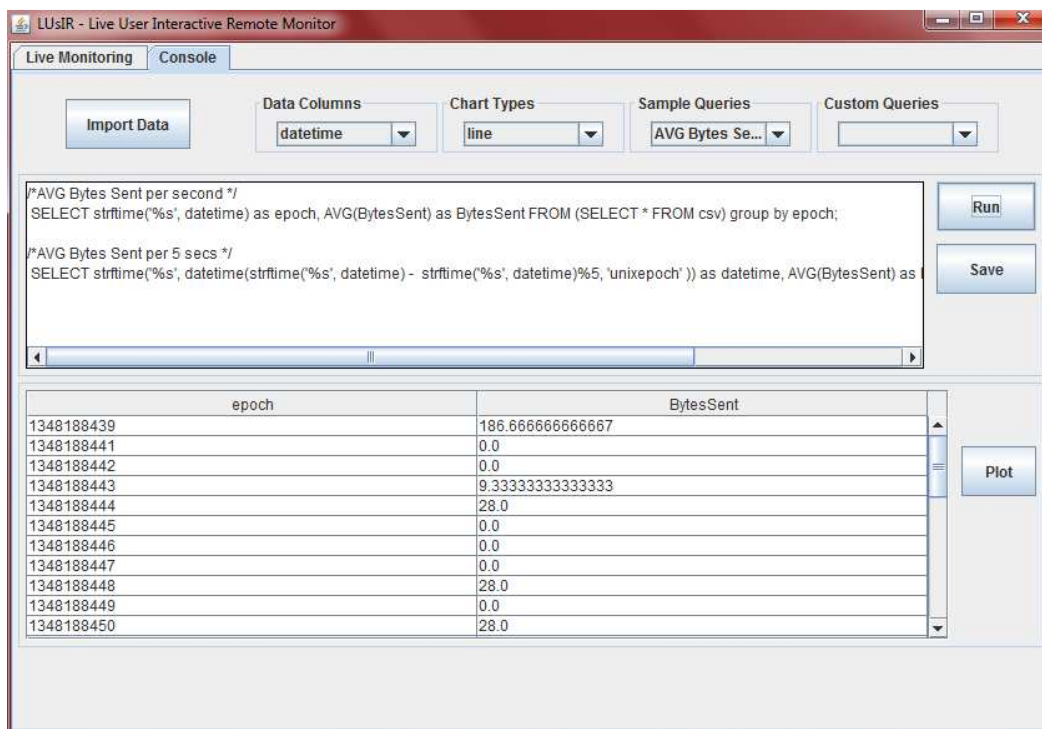 LUsIR - Live User Interactive Remote Monitor
Live Monitoring Console
Import Data
Data Columns
datetime
Chart Types
line
Sample Queries
AVG Bytes Se...
Custom Queries
/*AVG Bytes Sent per second */
SELECT strftime('%s', datetime) as epoch, AVG(BytesSent) as BytesSent FROM (SELECT * FROM csv) group by epoch;
/*AVG Bytes Sent per 5 secs */
SELECT strftime('%s', datetime(strftime('%s', datetime) - strftime('%s', datetime)%5, 'unixepoch' )) as datetime, AVG(BytesSent) as
Run
Save
epoch BytesSent
1348188439 186.666666666667
1348188441 0.0
1348188442 0.0
1348188443 9.33333333333333
1348188444 28.0
1348188445 0.0
1348188446 0.0
1348188447 0.0
1348188448 28.0
1348188449 0.0
1348188450 28.0
Plot